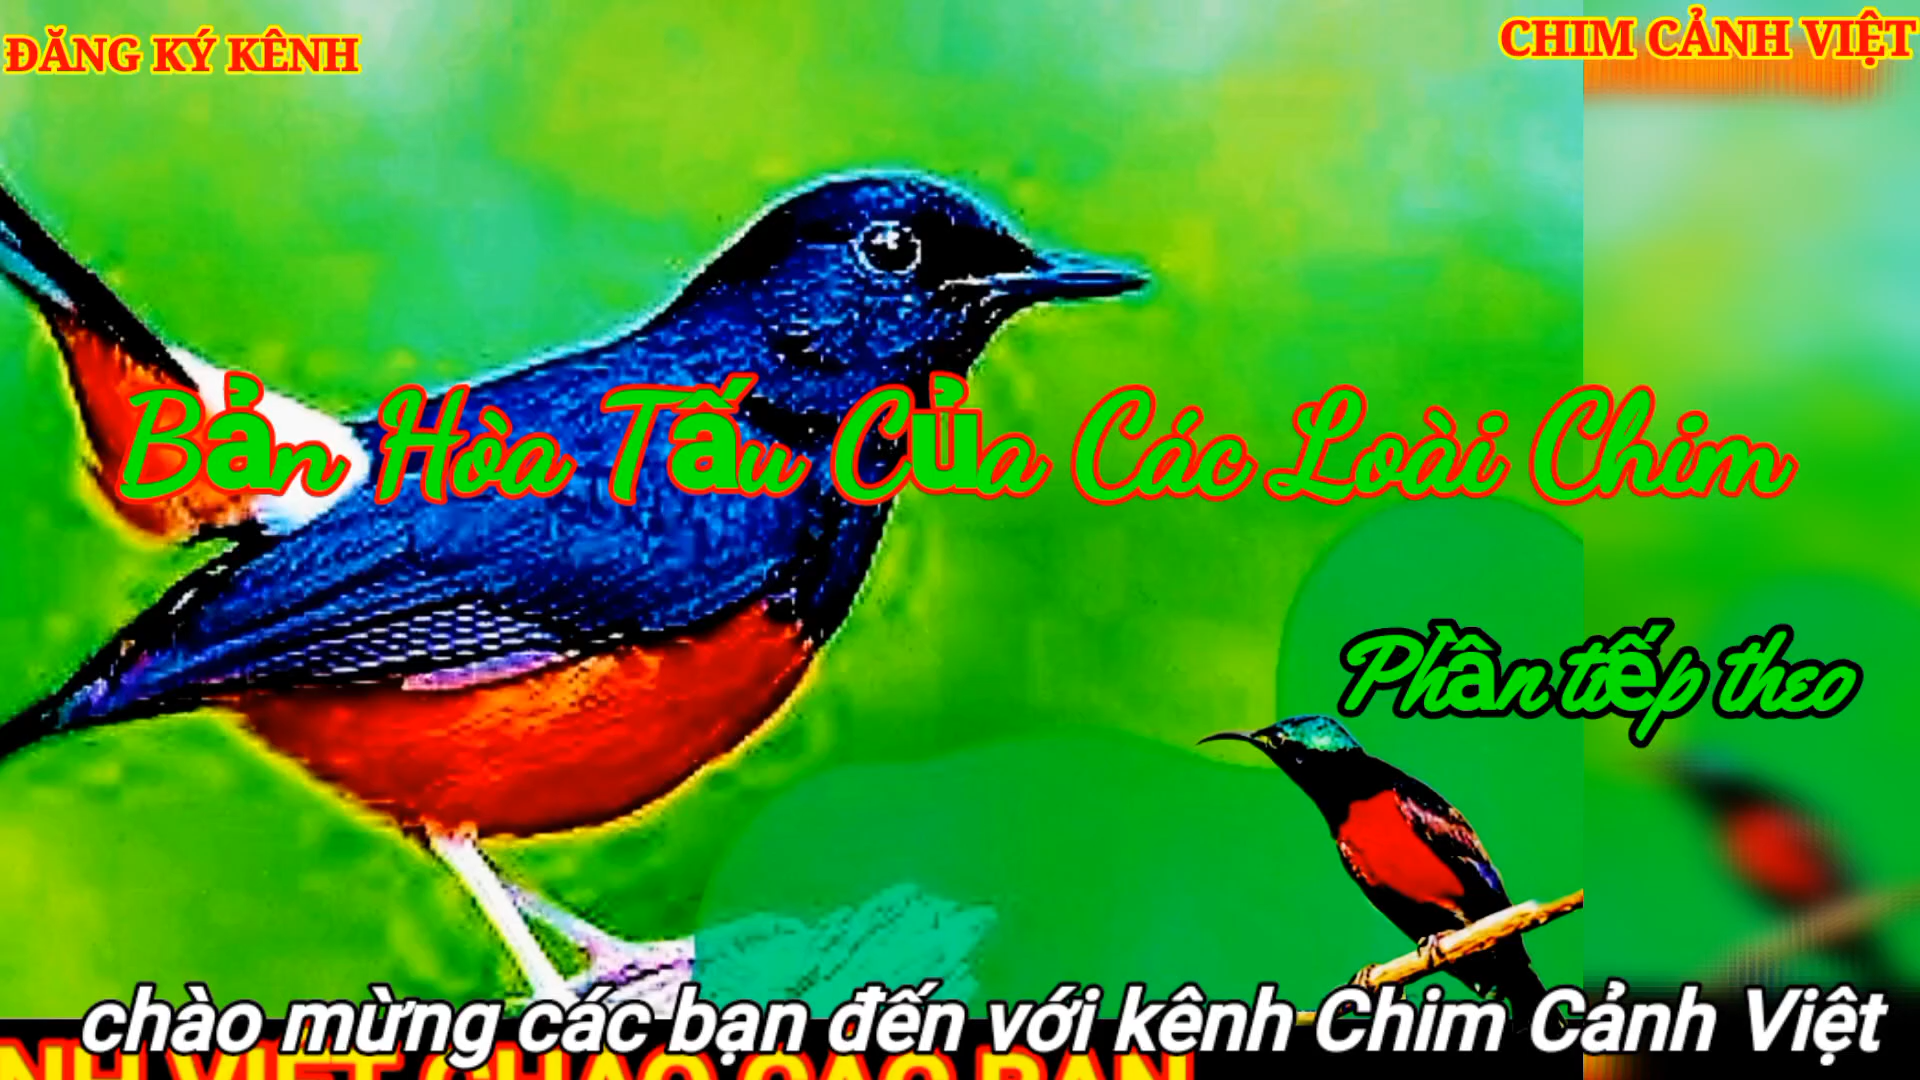 ĐĂNG KÝ KÊNH
CHIM CẢNH VIỆT
Bản Hòa Tấu Của Các Loài Chim
Phần tiếp theo
chào mừng các bạn đến với kênh Chim Cảnh Việt